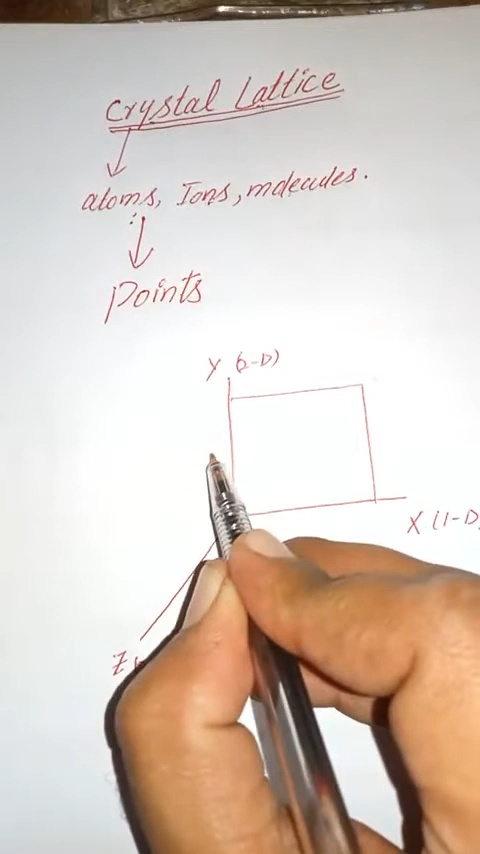 Crystal Lattice
atoms, Ions, molecules.
Points
Y (2-D)
X (1-D)
Z